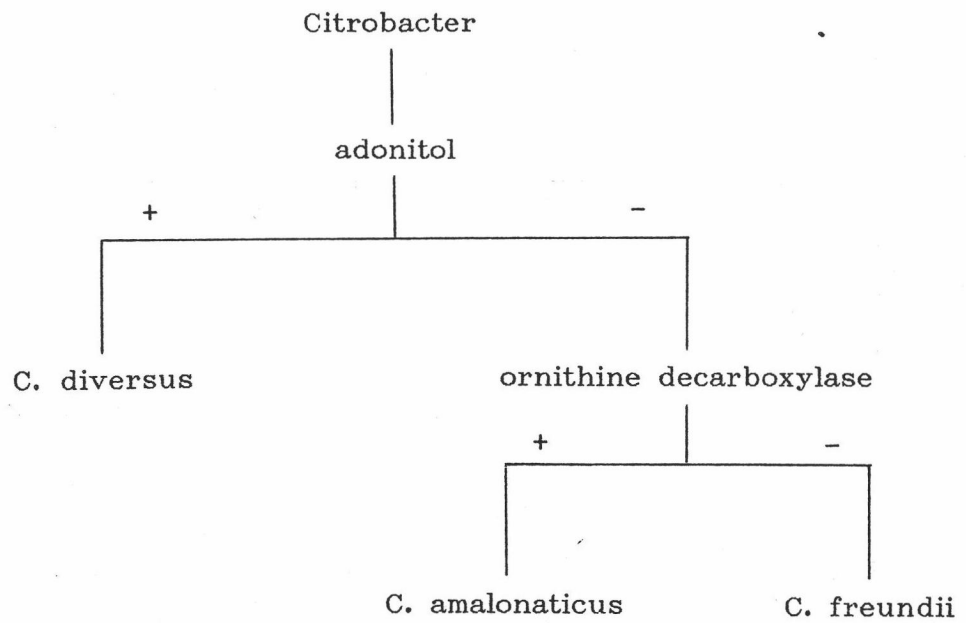 Citrobacter
adonitol
+ −
C. diversus
ornithine decarboxylase
+ −
C. amalonaticus C. freundii